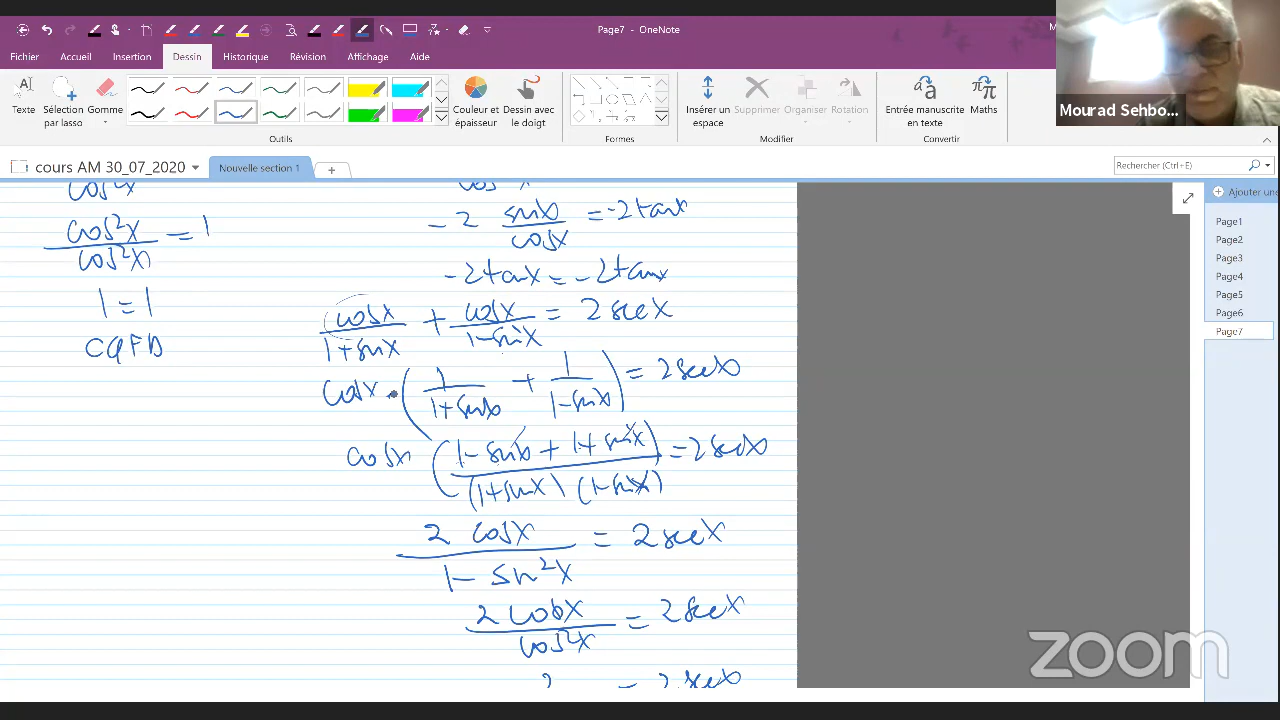 Page7 - OneNote
Fichier Accueil Insertion Dessin Historique Révision Affichage
Texte Sélection par lasso Gomme
Couleur et épaisseur Dessin avec le doigt
Insérer un espace Supprimer Organiser Rotation
Entrée manuscrite en texte Maths
Outils Formes Modifier Convertir
Mourad Sehbo...
cours AM 30_07_2020 Nouvelle section 1 +
Rechercher (Ctrl+E)
Ajouter une
Page1
Page2
Page3
Page4
Page5
Page6
Page7
cos²x
cos²x / cos²x = 1
1 = 1
CQFD
cos²x
-2 sinx / cosx = -2tanx
-2tanx = -2tanx
cosx / 1+sinx + cosx / 1-sinx = 2secx
cosx · (1 / 1+sinx + 1 / 1-sinx) = 2secx
cosx (1-sinx + 1+sinx / (1+sinx)(1-sinx)) = 2secx
2cosx / 1-sin²x = 2secx
2cosx / cos²x = 2secx
2 = 2secx
zoom